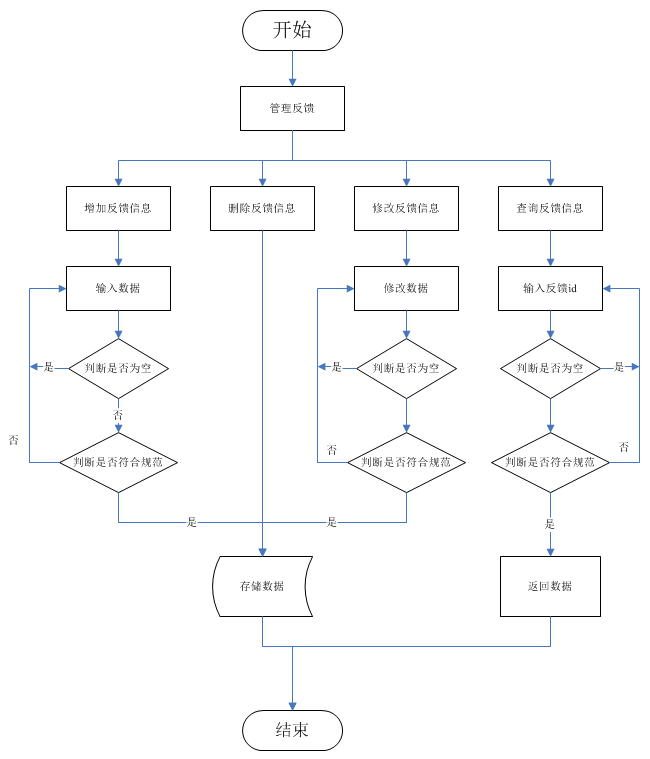 开始
管理反馈
增加反馈信息
删除反馈信息
修改反馈信息
查询反馈信息
输入数据
修改数据
输入反馈id
是
判断是否为空
是
判断是否为空
判断是否为空
是
否
否
否
否
判断是否符合规范
判断是否符合规范
判断是否符合规范
是
是
是
存储数据
返回数据
结束